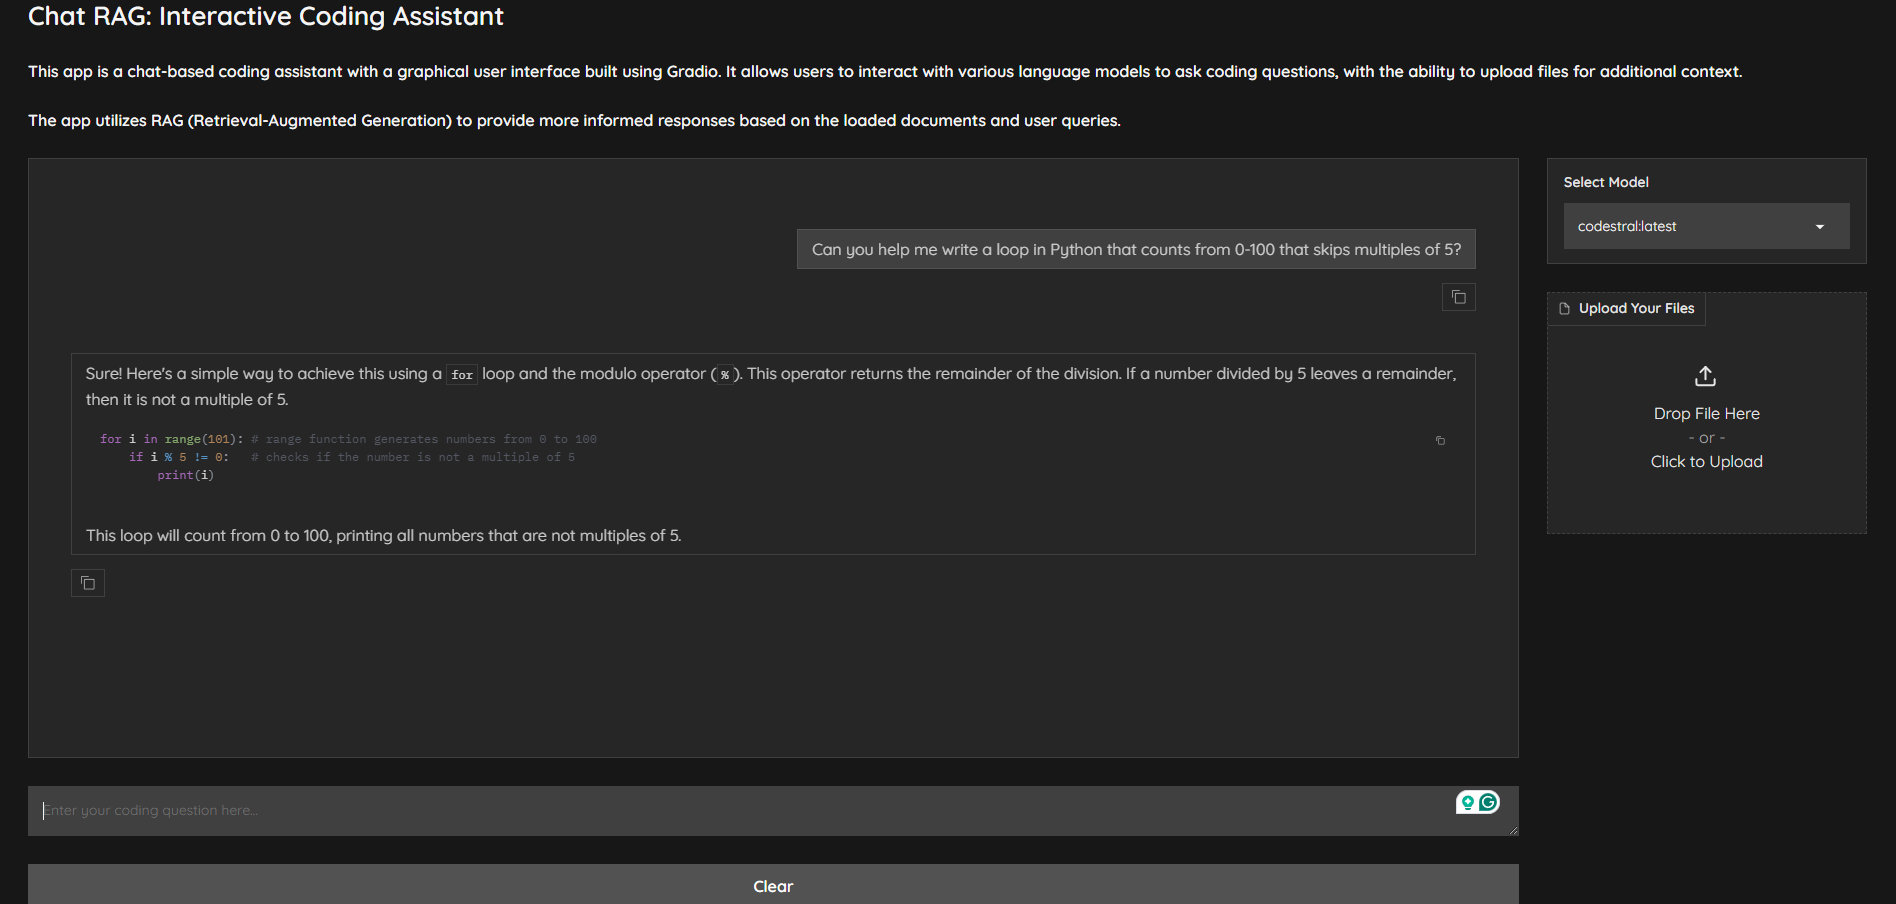 Chat RAG: Interactive Coding Assistant
This app is a chat-based coding assistant with a graphical user interface built using Gradio. It allows users to interact with various language models to ask coding questions, with the ability to upload files for additional context.
The app utilizes RAG (Retrieval-Augmented Generation) to provide more informed responses based on the loaded documents and user queries.
Can you help me write a loop in Python that counts from 0-100 that skips multiples of 5?
Sure! Here's a simple way to achieve this using a for loop and the modulo operator (%). This operator returns the remainder of the division. If a number divided by 5 leaves a remainder,
then it is not a multiple of 5.
for i in range(101): # range function generates numbers from 0 to 100
    if i % 5 != 0:   # checks if the number is not a multiple of 5
        print(i)
This loop will count from 0 to 100, printing all numbers that are not multiples of 5.
Enter your coding question here...
Clear
Select Model
codestral:latest
Upload Your Files
Drop File Here
- or -
Click to Upload